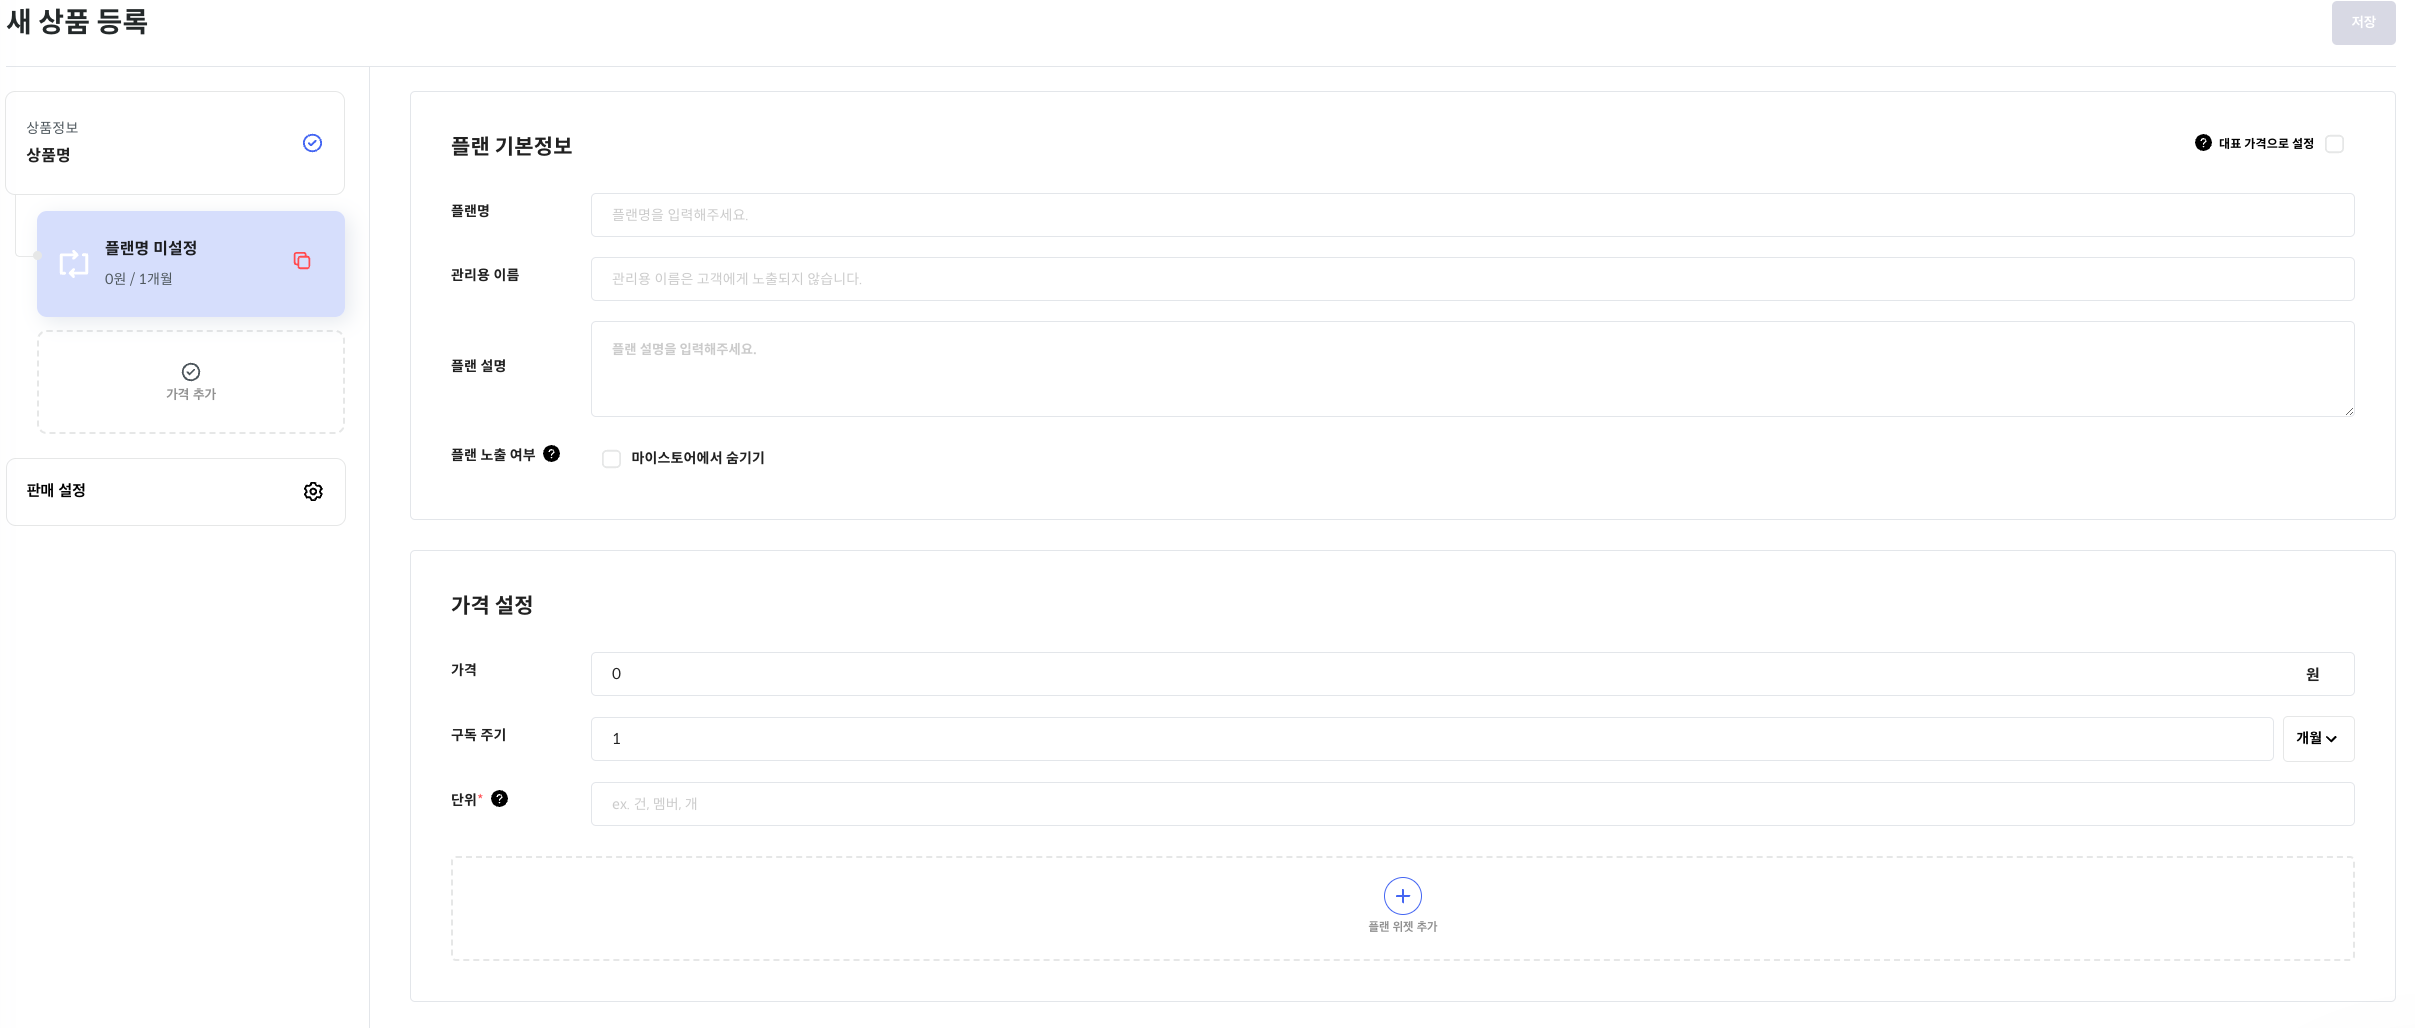 새 상품 등록
저장
상품정보
상품명
플랜명 미설정
0원 / 1개월
가격 추가
판매 설정
플랜 기본정보
? 대표 가격으로 설정
플랜명
플랜명을 입력해주세요.
관리용 이름
관리용 이름은 고객에게 노출되지 않습니다.
플랜 설명
플랜 설명을 입력해주세요.
플랜 노출 여부 ?
마이스토어에서 숨기기
가격 설정
가격
0
원
구독 주기
1
개월
단위* ?
ex. 건, 멤버, 개
플랜 위젯 추가